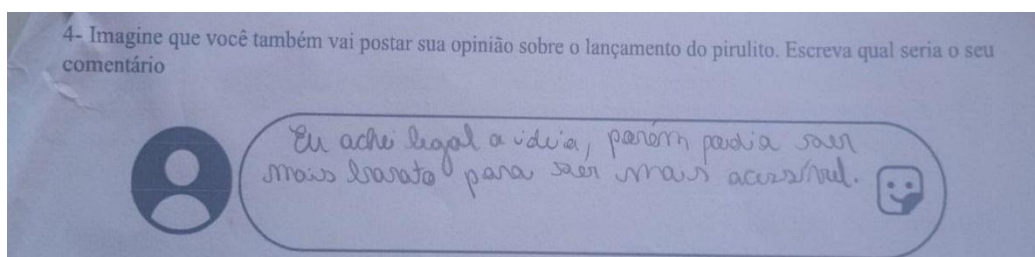 4- Imagine que você também vai postar sua opinião sobre o lançamento do pirulito. Escreva qual seria o seu
comentário
Eu achei legal a ideia, porém podia ser
mais barato para ser mais acessível.